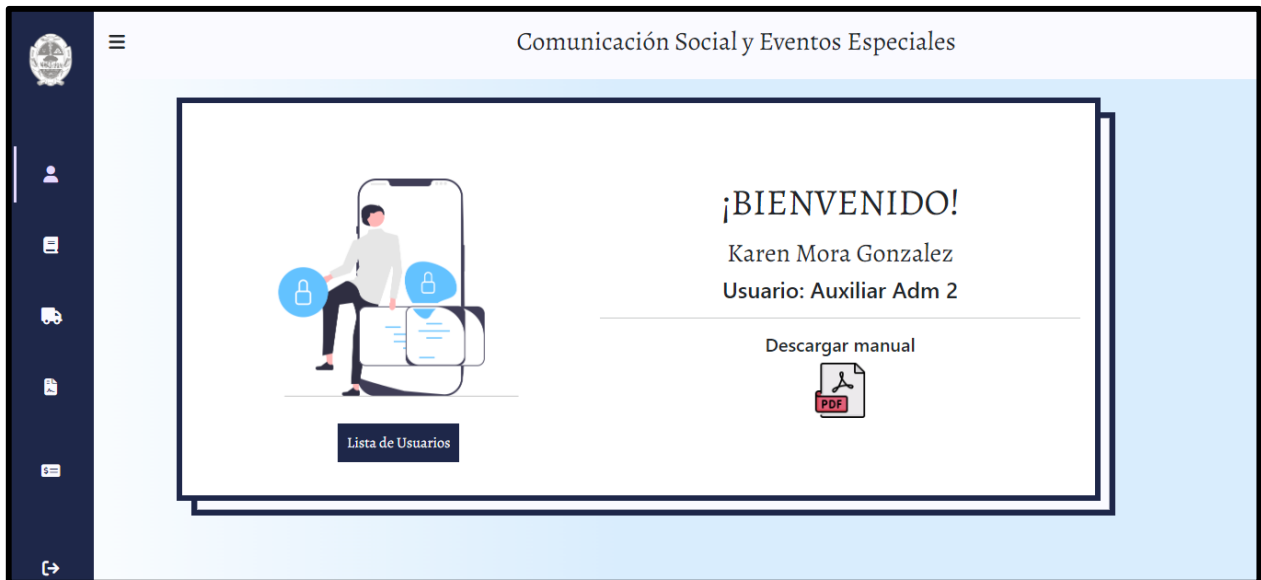 Comunicación Social y Eventos Especiales
¡BIENVENIDO!
Karen Mora Gonzalez
Usuario: Auxiliar Adm 2
Descargar manual
PDF
Lista de Usuarios